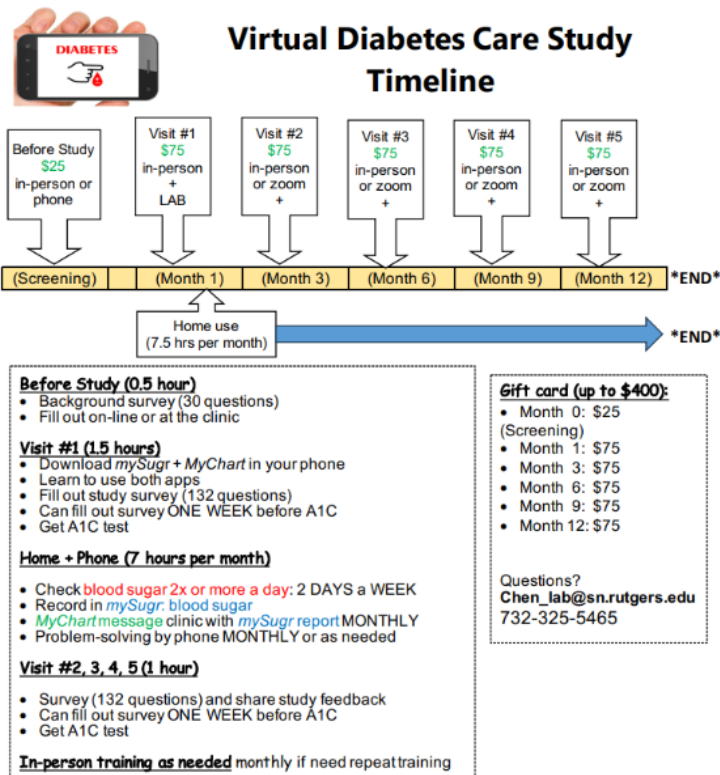 DIABETES
Virtual Diabetes Care Study
Timeline
Before Study
$25
in-person or
phone
Visit #1
$75
in-person
+
LAB
Visit #2
$75
in-person
or zoom
+
Visit #3
$75
in-person
or zoom
+
Visit #4
$75
in-person
or zoom
+
Visit #5
$75
in-person
or zoom
+
(Screening)
(Month 1)
(Month 3)
(Month 6)
(Month 9)
(Month 12)
*END*
Home use
(7.5 hrs per month)
*END*
Before Study (0.5 hour)
• Background survey (30 questions)
• Fill out on-line or at the clinic
Visit #1 (1.5 hours)
• Download mySugr + MyChart in your phone
• Learn to use both apps
• Fill out study survey (132 questions)
• Can fill out survey ONE WEEK before A1C
• Get A1C test
Home + Phone (7 hours per month)
• Check blood sugar 2x or more a day: 2 DAYS a WEEK
• Record in mySugr: blood sugar
• MyChart message clinic with mySugr report MONTHLY
• Problem-solving by phone MONTHLY or as needed
Visit #2, 3, 4, 5 (1 hour)
• Survey (132 questions) and share study feedback
• Can fill out survey ONE WEEK before A1C
• Get A1C test
In-person training as needed monthly if need repeat training
Gift card (up to $400):
• Month 0: $25
(Screening)
• Month 1: $75
• Month 3: $75
• Month 6: $75
• Month 9: $75
• Month 12: $75
Questions?
Chen_lab@sn.rutgers.edu
732-325-5465